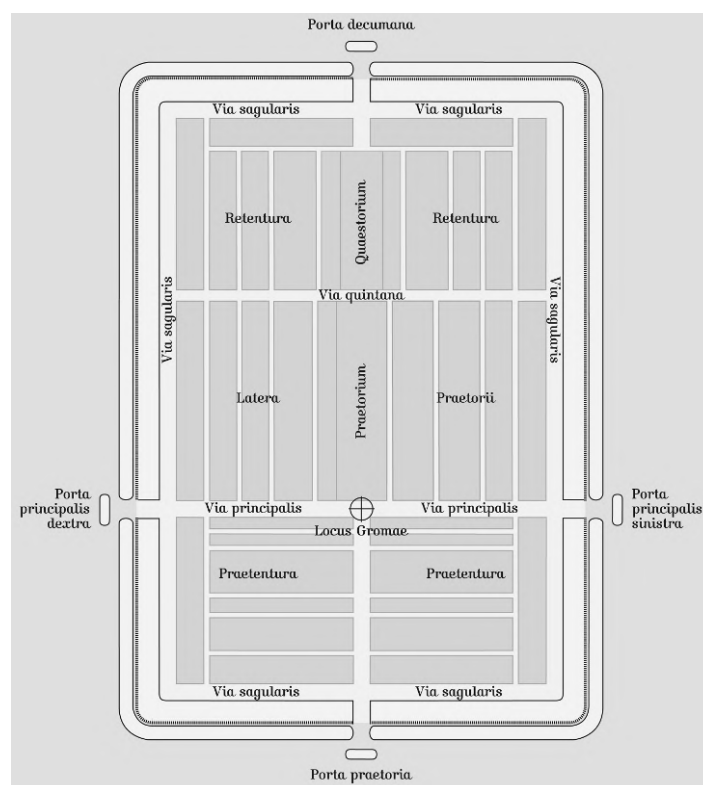 Porta decumana
Via sagularis
Via sagularis
Retentura
Quaestorium
Retentura
Via sagularis
Via quintana
Via sagularis
Latera
Praetorium
Praetorii
Porta
principalis
dextra
Via principalis
Via principalis
Porta
principalis
sinistra
Locus Gromae
Praetentura
Praetentura
Via sagularis
Via sagularis
Porta praetoria